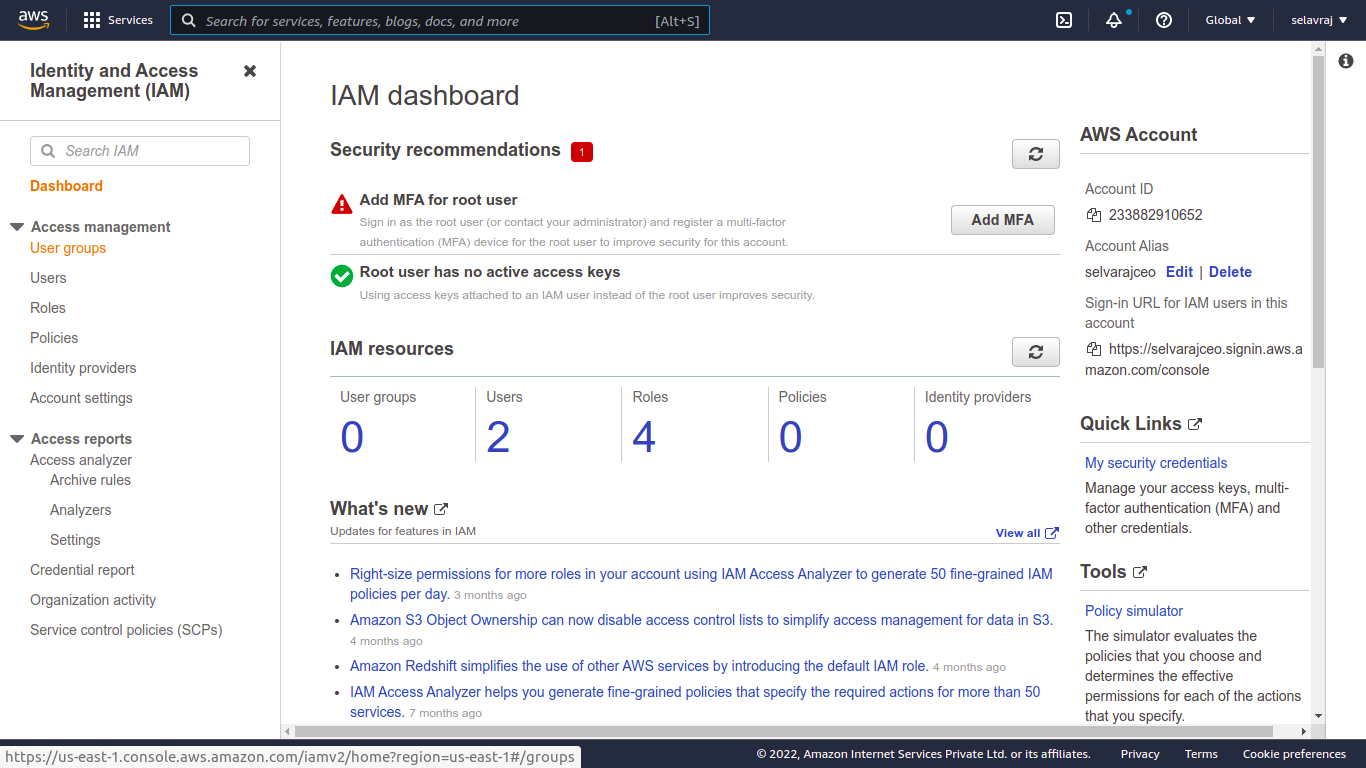 aws
Services
Search for services, features, blogs, docs, and more
[Alt+S]
Global
selavraj
Identity and Access
Management (IAM)
Search IAM
Dashboard
Access management
User groups
Users
Roles
Policies
Identity providers
Account settings
Access reports
Access analyzer
Archive rules
Analyzers
Settings
Credential report
Organization activity
Service control policies (SCPs)
IAM dashboard
Security recommendations 1
Add MFA for root user
Sign in as the root user (or contact your administrator) and register a multi-factor
authentication (MFA) device for the root user to improve security for this account.
Add MFA
Root user has no active access keys
Using access keys attached to an IAM user instead of the root user improves security.
IAM resources
User groups
0
Users
2
Roles
4
Policies
0
Identity providers
0
What's new
Updates for features in IAM
View all
Right-size permissions for more roles in your account using IAM Access Analyzer to generate 50 fine-grained IAM
policies per day. 3 months ago
Amazon S3 Object Ownership can now disable access control lists to simplify access management for data in S3.
4 months ago
Amazon Redshift simplifies the use of other AWS services by introducing the default IAM role. 4 months ago
IAM Access Analyzer helps you generate fine-grained policies that specify the required actions for more than 50
services. 7 months ago
AWS Account
Account ID
233882910652
Account Alias
selvarajceo Edit | Delete
Sign-in URL for IAM users in this
account
https://selvarajceo.signin.aws.a
mazon.com/console
Quick Links
My security credentials
Manage your access keys, multi-
factor authentication (MFA) and
other credentials.
Tools
Policy simulator
The simulator evaluates the
policies that you choose and
determines the effective
permissions for each of the actions
that you specify.
https://us-east-1.console.aws.amazon.com/iamv2/home?region=us-east-1#/groups
© 2022, Amazon Internet Services Private Ltd. or its affiliates.
Privacy
Terms
Cookie preferences